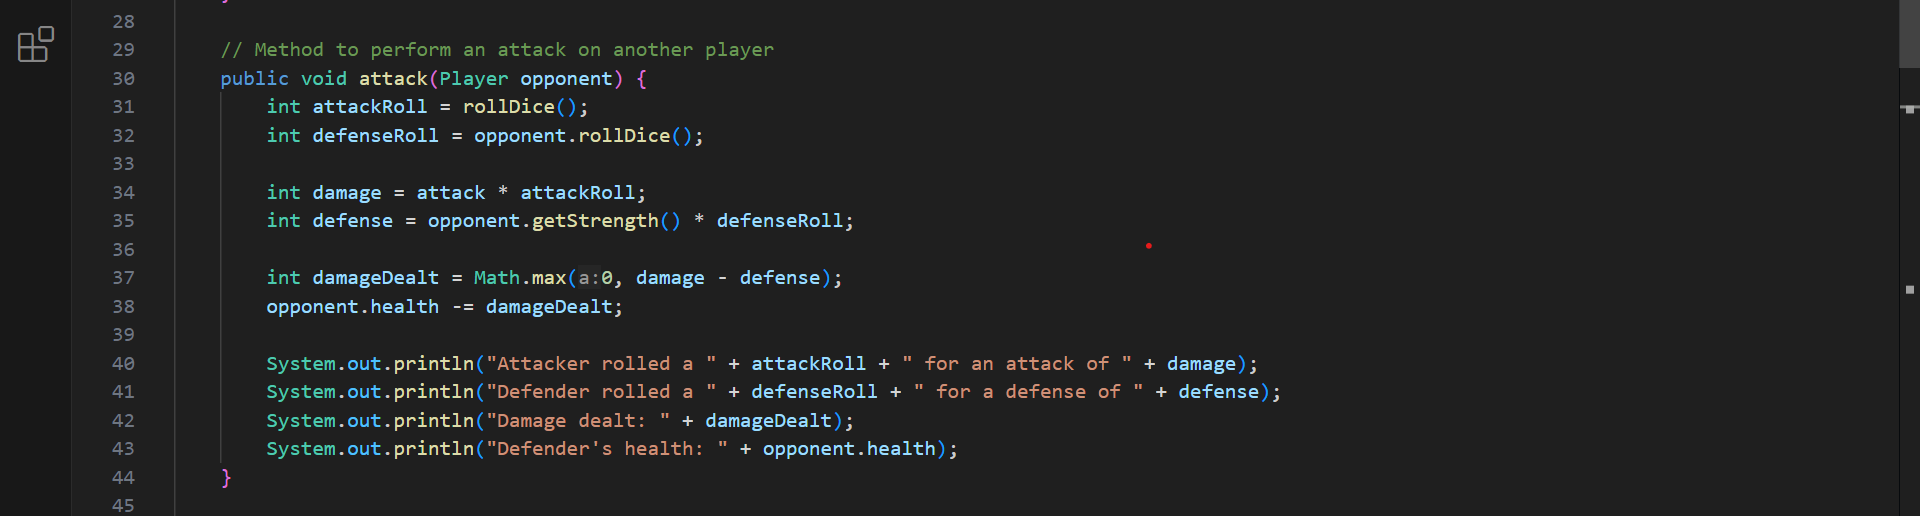 28
29 // Method to perform an attack on another player
30 public void attack(Player opponent) {
31 int attackRoll = rollDice();
32 int defenseRoll = opponent.rollDice();
33
34 int damage = attack * attackRoll;
35 int defense = opponent.getStrength() * defenseRoll;
36
37 int damageDealt = Math.max(a:0, damage - defense);
38 opponent.health -= damageDealt;
39
40 System.out.println("Attacker rolled a " + attackRoll + " for an attack of " + damage);
41 System.out.println("Defender rolled a " + defenseRoll + " for a defense of " + defense);
42 System.out.println("Damage dealt: " + damageDealt);
43 System.out.println("Defender's health: " + opponent.health);
44 }
45